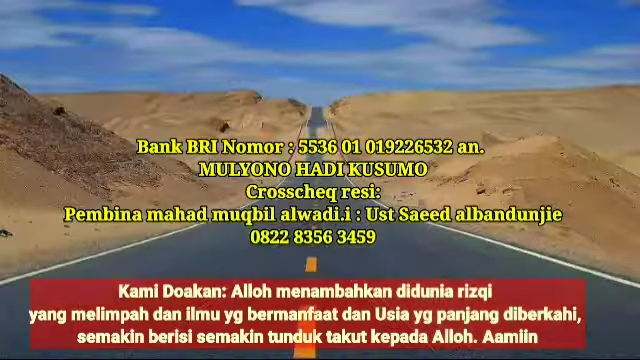 Bank BRI Nomor : 5536 01 019226532 an.
MULYONO HADI KUSUMO
Crosscheq resi:
Pembina mahad muqbil alwadi.i : Ust Saeed albandunjie
0822 8356 3459
Kami Doakan: Alloh menambahkan didunia rizqi
yang melimpah dan ilmu yg bermanfaat dan Usia yg panjang diberkahi,
semakin berisi semakin tunduk takut kepada Alloh. Aamiin